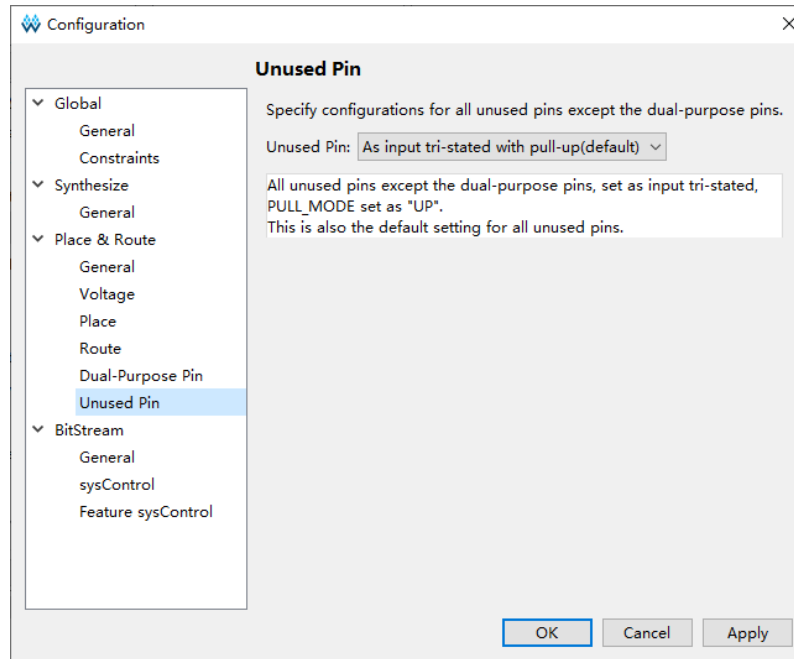 Configuration
Unused Pin
Global
General
Constraints
Synthesize
General
Place & Route
General
Voltage
Place
Route
Dual-Purpose Pin
Unused Pin
BitStream
General
sysControl
Feature sysControl
Specify configurations for all unused pins except the dual-purpose pins.
Unused Pin: As input tri-stated with pull-up(default)
All unused pins except the dual-purpose pins, set as input tri-stated,
PULL_MODE set as "UP".
This is also the default setting for all unused pins.
OK Cancel Apply